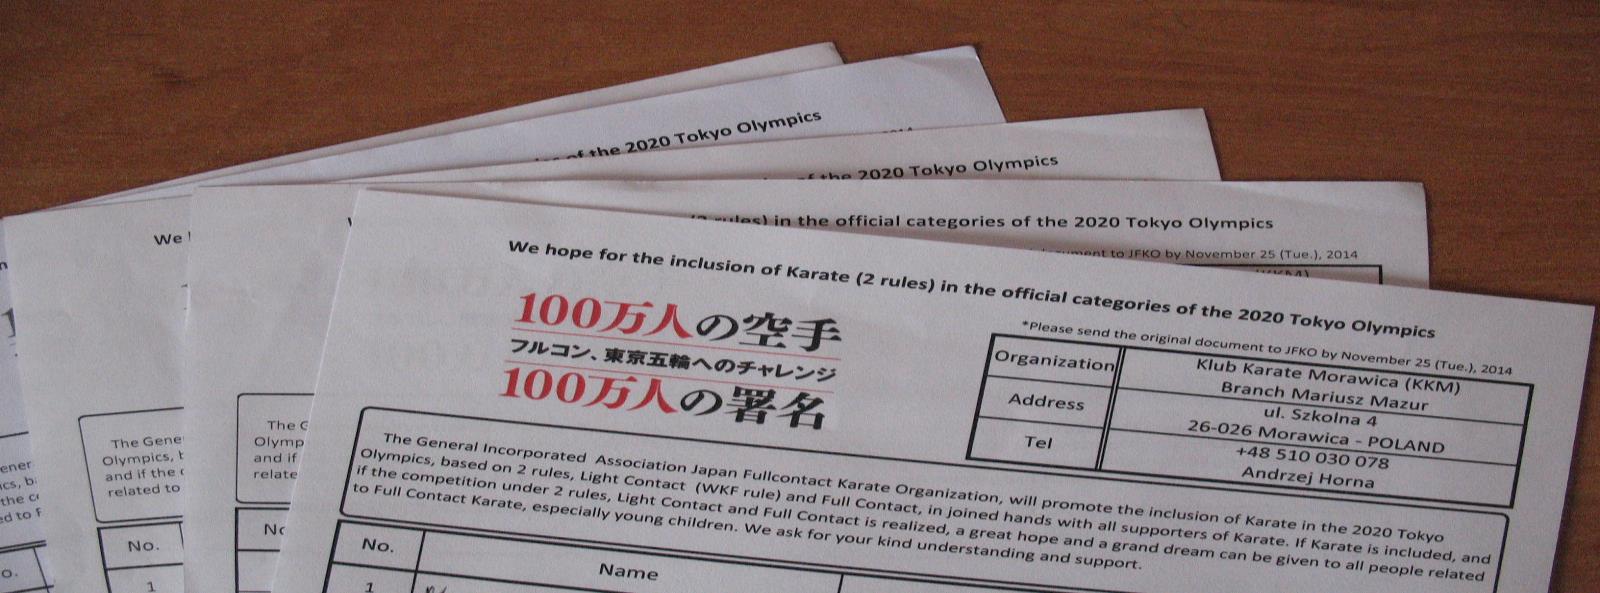 of the 2020 Tokyo Olympics
2014
of the 2020 Tokyo Olympics
(2 rules) in the official categories of the 2020 Tokyo Olympics
document to JFKO by November 25 (Tue.), 2014
(KKM)
We
We hope for the inclusion of Karate (2 rules) in the official categories of the 2020 Tokyo Olympics
*Please send the original document to JFKO by November 25 (Tue.), 2014
100万人の空手
フルコン、東京五輪へのチャレンジ
100万人の署名
Organization
Klub Karate Morawica (KKM)
Branch Mariusz Mazur
Address
ul. Szkolna 4
26-026 Morawica - POLAND
Tel
+48 510 030 078
Andrzej Horna
The General Incorporated Association Japan Fullcontact Karate Organization, will promote the inclusion of Karate in the 2020 Tokyo
Olympics, based on 2 rules, Light Contact (WKF rule) and Full Contact, in joined hands with all supporters of Karate. If Karate is included, and
if the competition under 2 rules, Light Contact and Full Contact is realized, a great hope and a grand dream can be given to all people related
to Full Contact Karate, especially young children. We ask for your kind understanding and support.
No.
Name
1
The G
Olymp
and if
relate
No
The Gene
Olympics, b
and if the
related to
No.
1